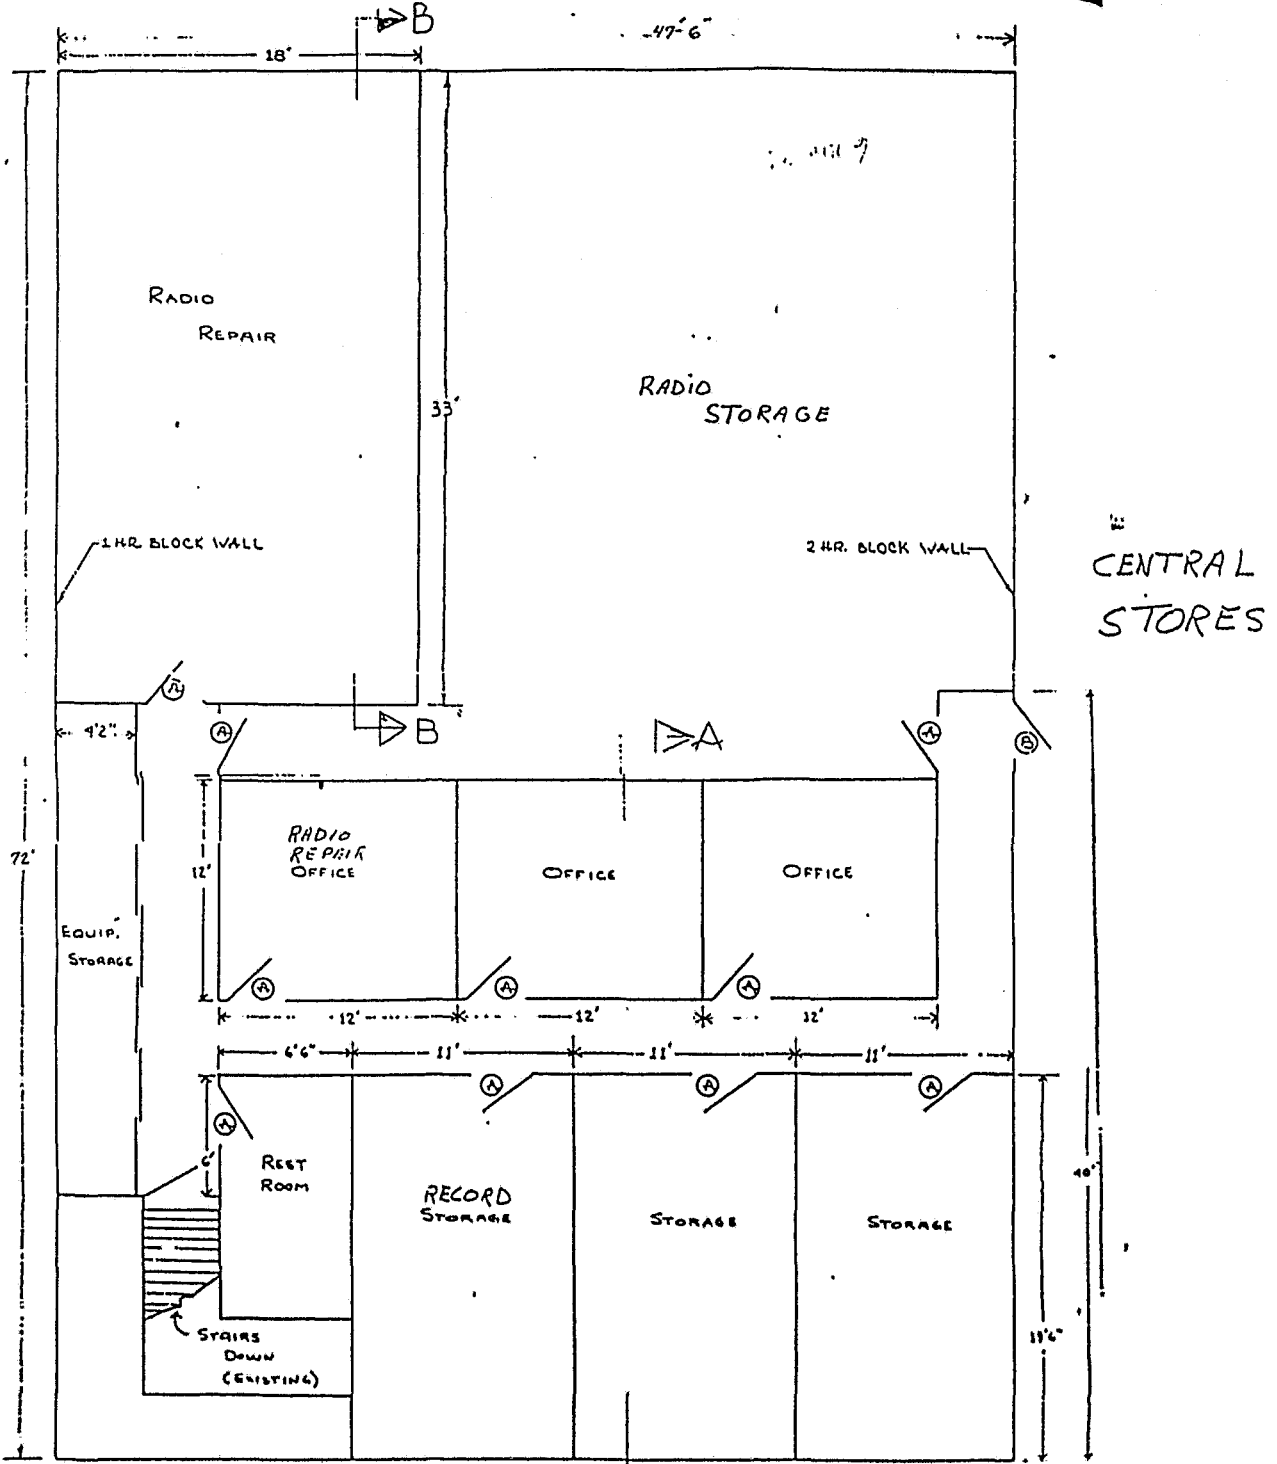 B
47'-6"
18'
RADIO
REPAIR
RADIO
STORAGE
33'
1 HR. BLOCK WALL
2 HR. BLOCK WALL
CENTRAL
STORES
A
B
A
A
B
4'2"
72'
12'
RADIO
REPAIR
OFFICE
OFFICE
OFFICE
EQUIP.
STORAGE
A
A
A
12'
12'
12'
6'6"
11'
11'
11'
A
A
A
A
6'
REST
ROOM
RECORD
STORAGE
STORAGE
STORAGE
40'
STAIRS
DOWN
(EXISTING)